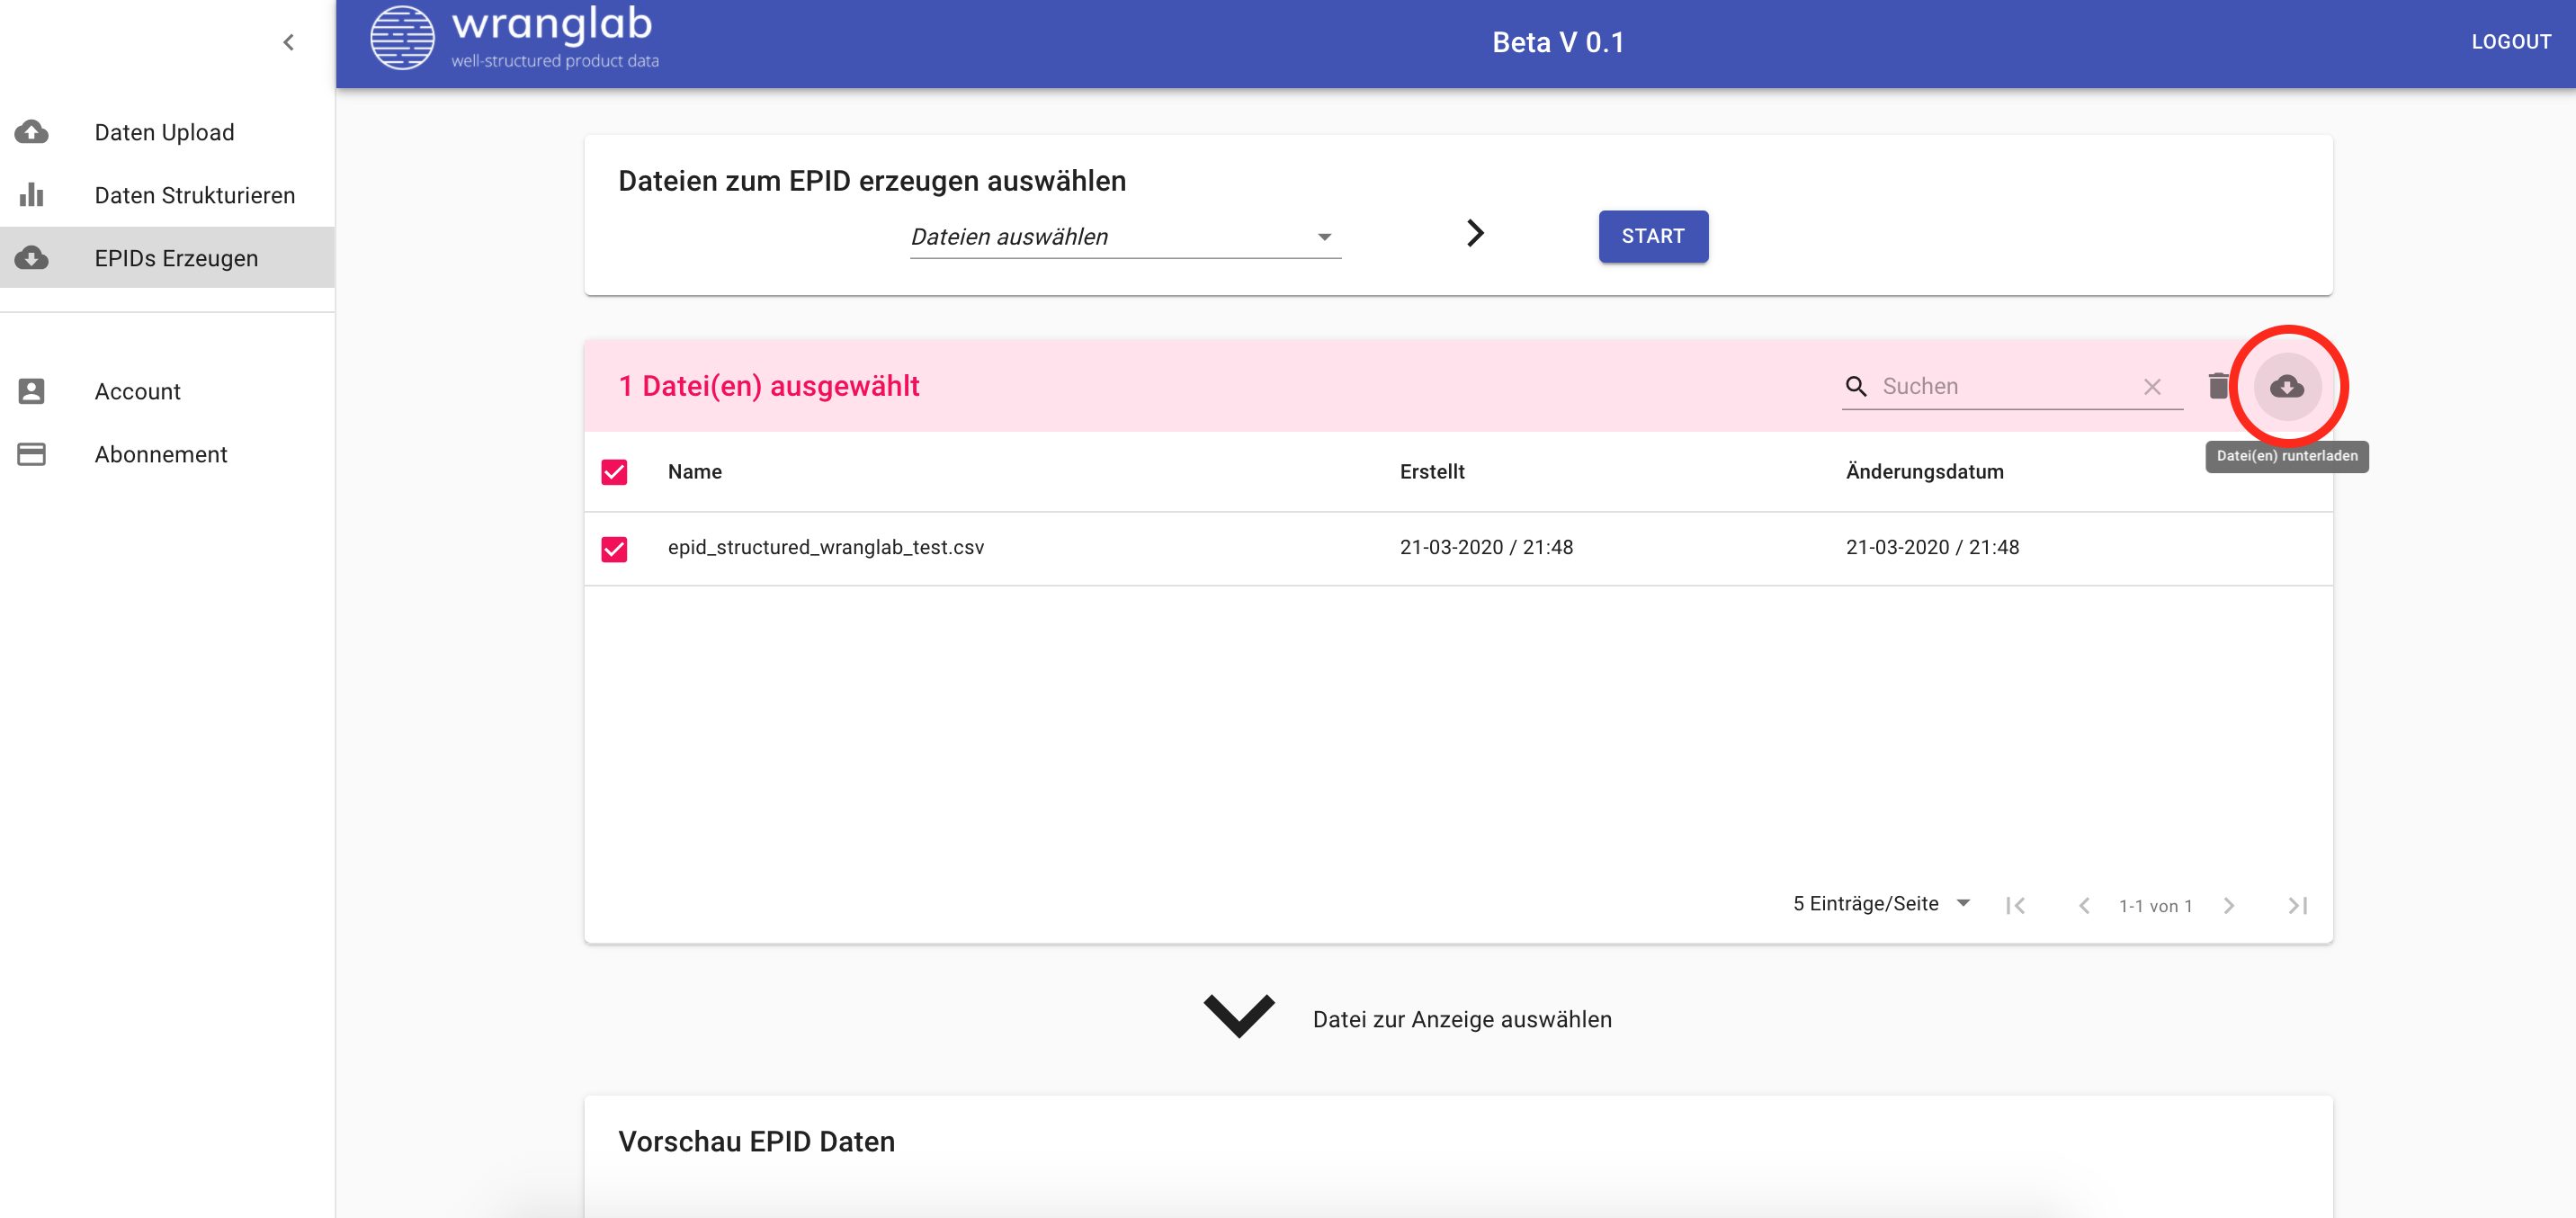 wranglab
well-structured product data
Beta V 0.1
LOGOUT
Daten Upload
Daten Strukturieren
EPIDs Erzeugen
Account
Abonnement
Dateien zum EPID erzeugen auswählen
Dateien auswählen
START
1 Datei(en) ausgewählt
Suchen
Datei(en) runterladen
Name Erstellt Änderungsdatum
epid_structured_wranglab_test.csv 21-03-2020 / 21:48 21-03-2020 / 21:48
5 Einträge/Seite 1-1 von 1
Datei zur Anzeige auswählen
Vorschau EPID Daten